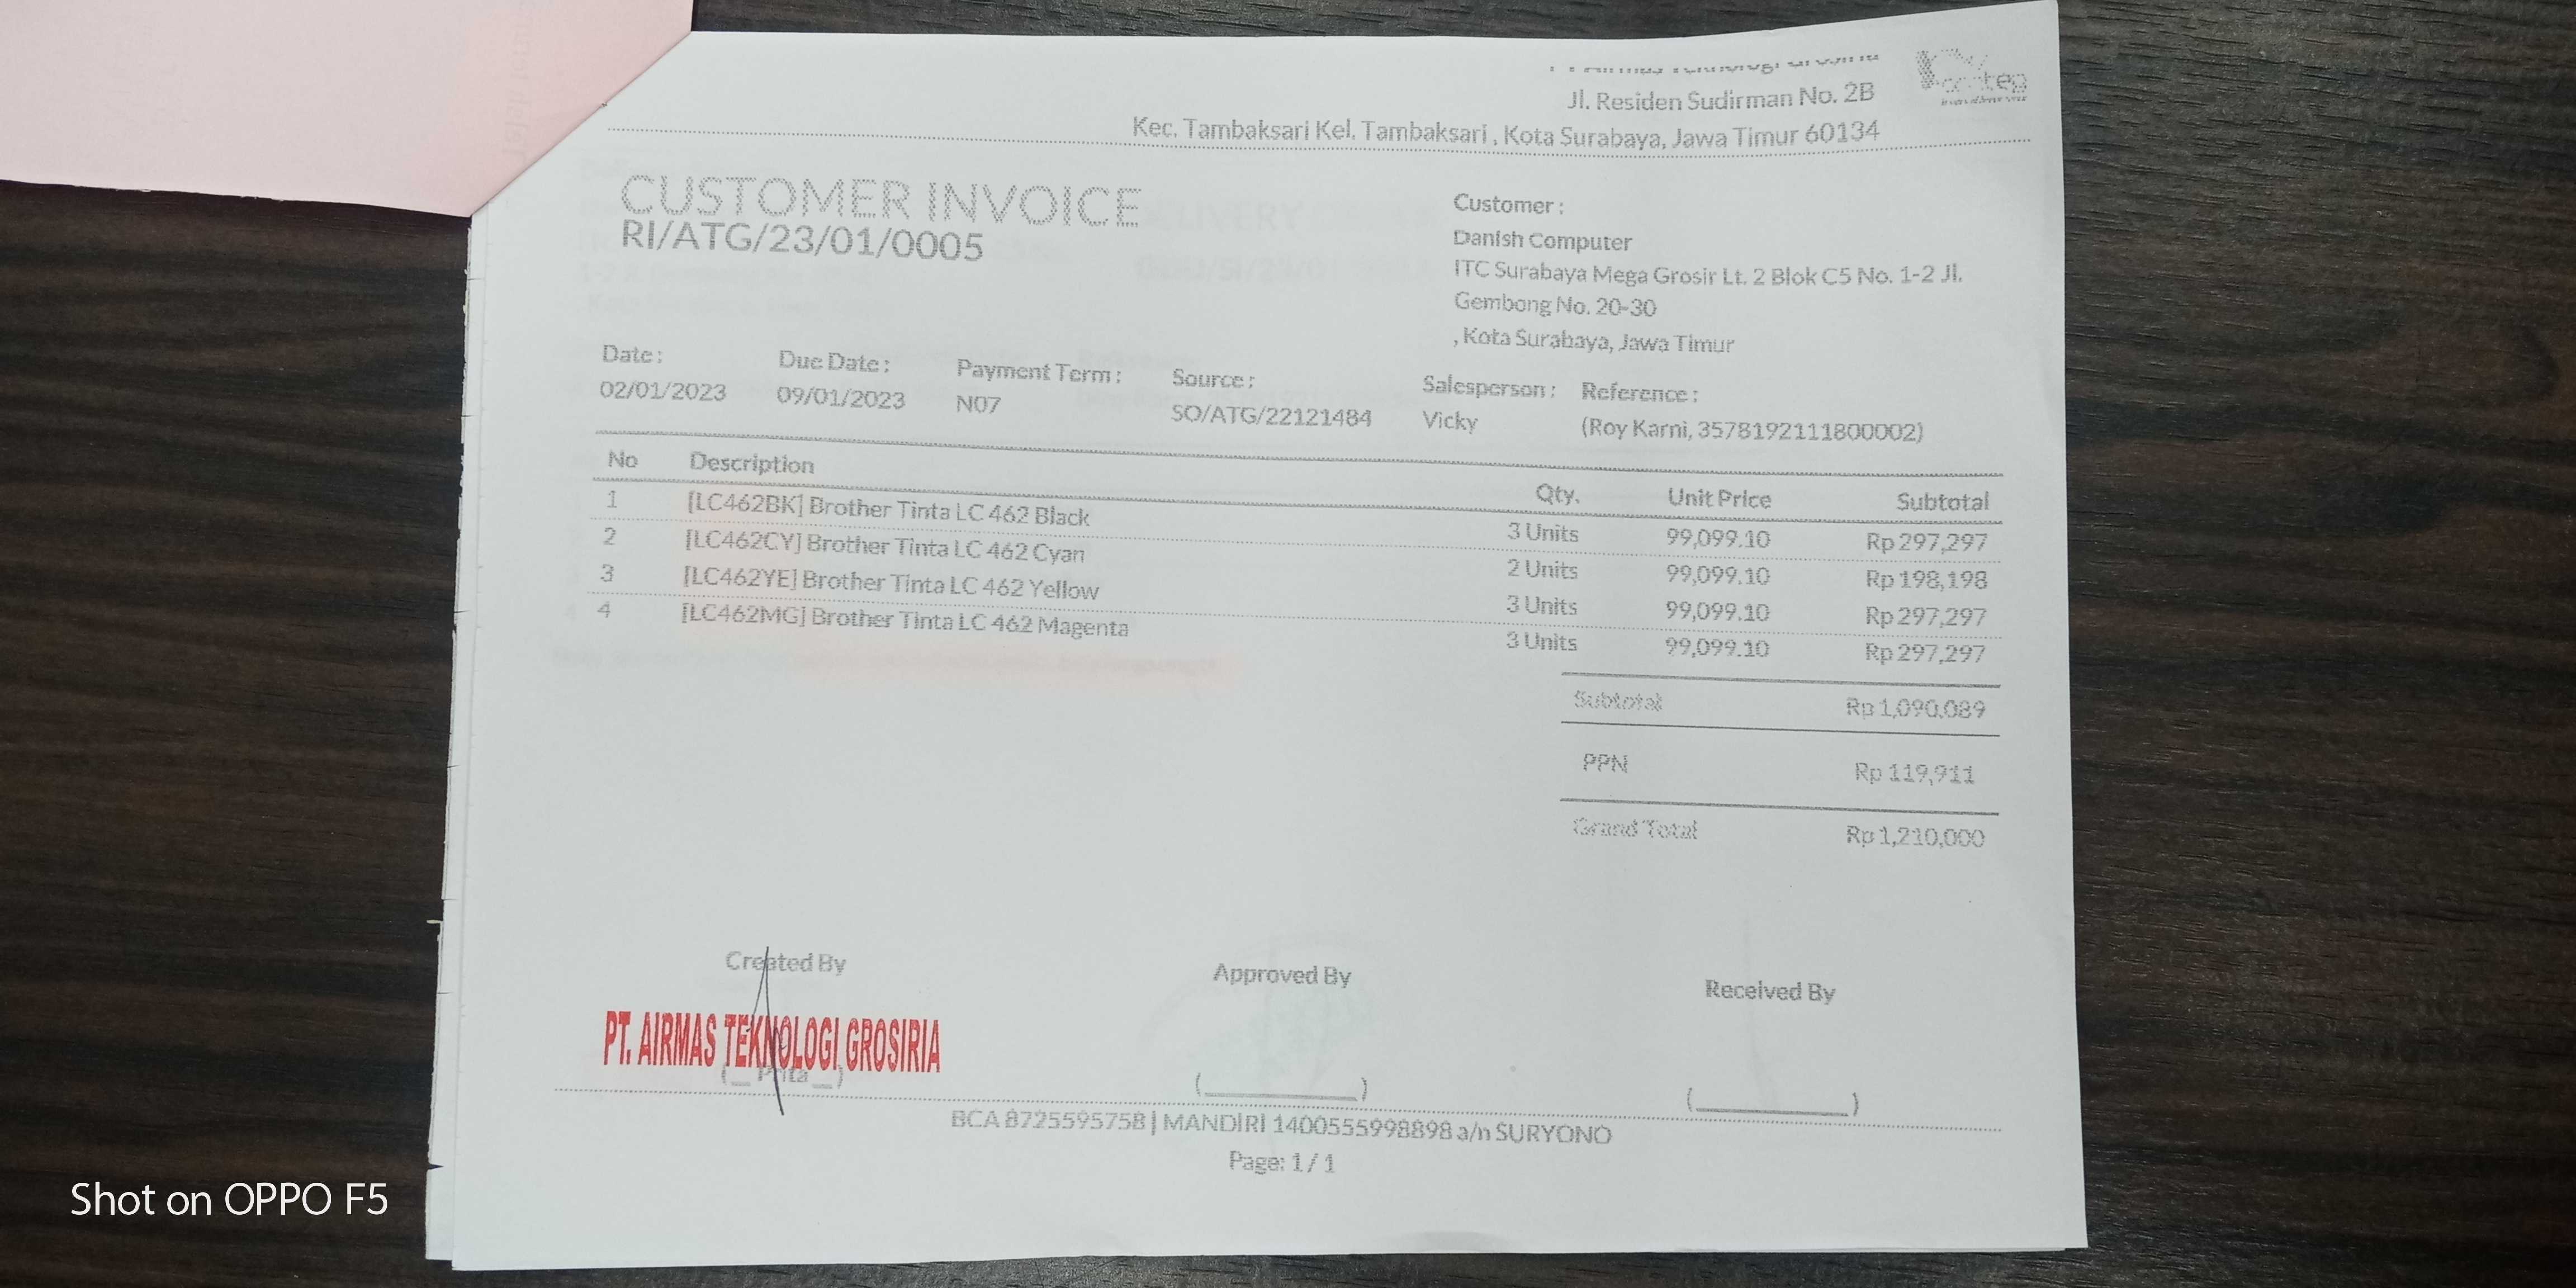 PT Airmas Teknologi Grosiria
Jl. Residen Sudirman No. 2B
Kec. Tambaksari Kel. Tambaksari , Kota Surabaya, Jawa Timur 60134
CUSTOMER INVOICE
RI/ATG/23/01/0005
Customer :
Danish Computer
ITC Surabaya Mega Grosir Lt. 2 Blok C5 No. 1-2 Jl.
Gembong No. 20-30
, Kota Surabaya, Jawa Timur
Date : Due Date : Payment Term : Source : Salesperson : Reference :
02/01/2023 09/01/2023 N07 SO/ATG/22121484 Vicky (Roy Karni, 3578192111800002)
No Description Qty. Unit Price Subtotal
1 [LC462BK] Brother Tinta LC 462 Black 3 Units 99,099.10 Rp 297,297
2 [LC462CY] Brother Tinta LC 462 Cyan 2 Units 99,099.10 Rp 198,198
3 [LC462YE] Brother Tinta LC 462 Yellow 3 Units 99,099.10 Rp 297,297
4 [LC462MG] Brother Tinta LC 462 Magenta 3 Units 99,099.10 Rp 297,297
Subtotal Rp 1,090,089
PPN Rp 119,911
Grand Total Rp 1,210,000
Created By Approved By Received By
PT. AIRMAS TEKNOLOGI GROSIRIA
(_ Prita _) (__________) (__________)
BCA 8725595758 | MANDIRI 1400555998898 a/n SURYONO
Page: 1 / 1
Shot on OPPO F5